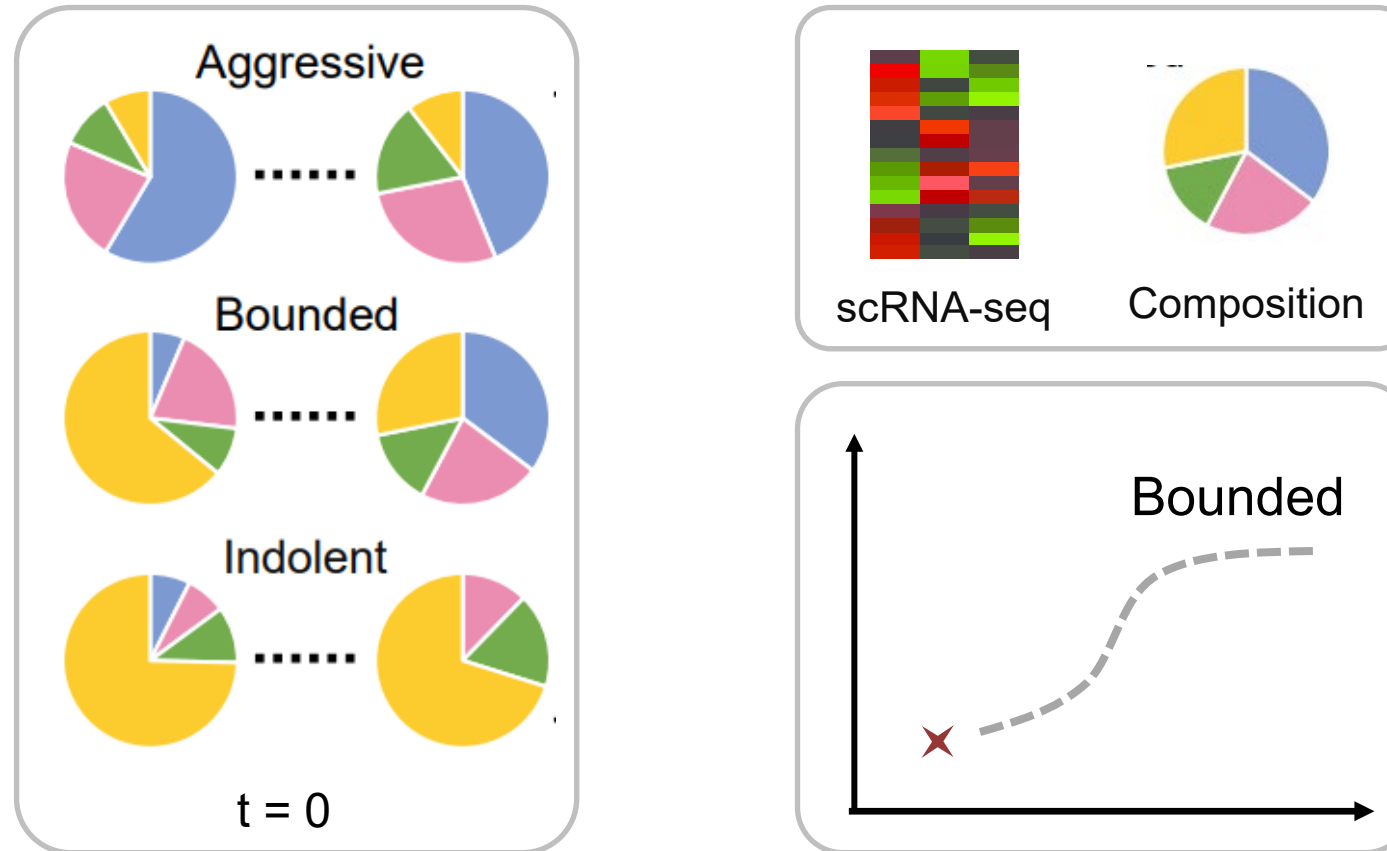 Aggressive
Bounded
Indolent
t = 0
scRNA-seq
Composition
Bounded